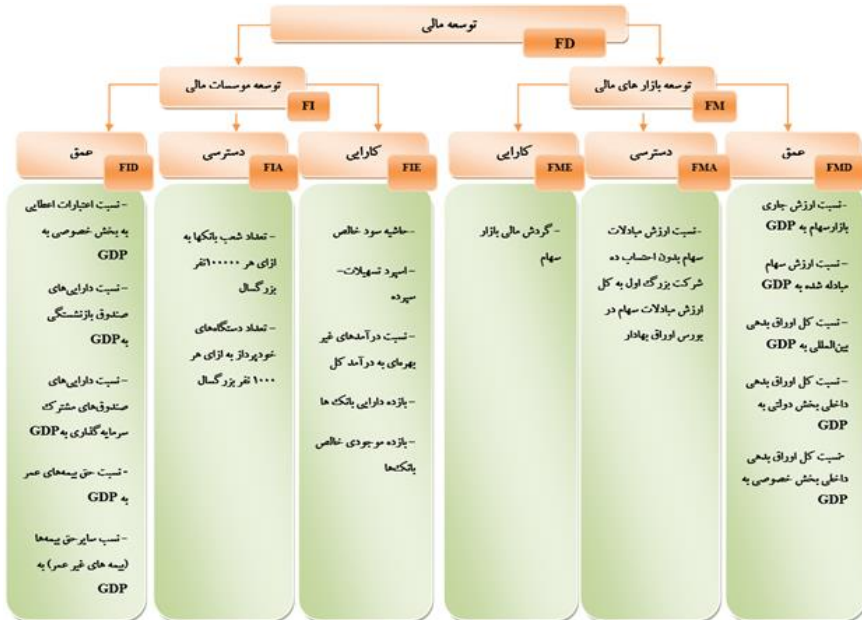 توسعه مالی
FD
توسعه بازار های مالی
FM
توسعه موسسات مالی
FI
عمق
FMD
دسترسی
FMA
کارایی
FME
کارایی
FIE
دسترسی
FIA
عمق
FID
-نسبت ارزش جاری
بازارسهام به GDP
-نسبت ارزش سهام
مبادله شده به GDP
-نسبت کل اوراق بدهی
بین‌المللی به GDP
-نسبت کل اوراق بدهی
داخلی بخش دولتی به
GDP
-نسبت کل اوراق بدهی
داخلی بخش خصوصی به
GDP
-نسبت ارزش مبادلات
سهام بدون احتساب ده
شرکت بزرگ اول به کل
ارزش مبادلات سهام در
بورس اوراق بهادار
-گردش مالی بازار
سهام
-حاشیه سود خالص
-اسپرد تسهیلات-
سپرده
-نسبت درآمدهای غیر
بهره‌ای به درآمد کل
-بازده دارایی بانک ها
-بازده موجودی خالص
بانک‌ها
- تعداد شعب بانکها به
ازای هر ۱۰۰۰۰۰نفر
بزرگسال
- تعداد دستگاه‌های
خودپرداز به ازای هر
۱۰۰۰ نفر بزرگسال
-نسبت اعتبارات اعطایی
به بخش خصوصی به
GDP
-نسبت دارایی‌های
صندوق بازنشستگی
به GDP
-نسبت دارایی‌های
صندوق‌های مشترک
سرمایه‌گذاری به GDP
-نسبت حق بیمه‌های عمر
به GDP
-نسب سایر حق بیمه‌ها
(بیمه های غیر عمر) به
GDP